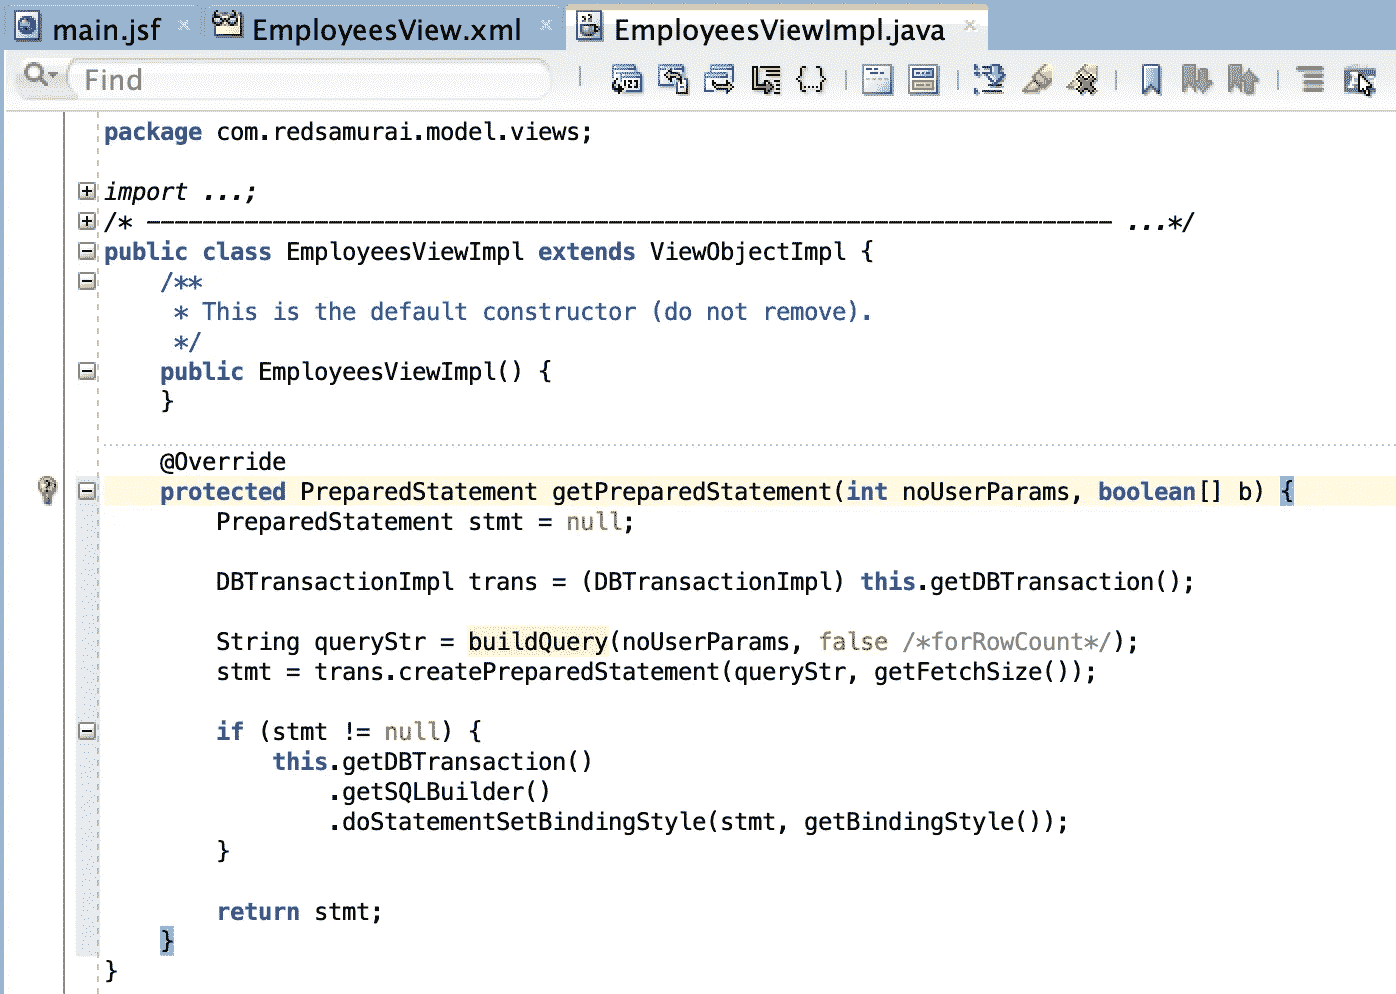 main.jsf EmployeesView.xml EmployeesViewImpl.java
Find
package com.redsamurai.model.views;
import ...;
/* ---------------------------------------------------------------------- ...*/
public class EmployeesViewImpl extends ViewObjectImpl {
/**
* This is the default constructor (do not remove).
*/
public EmployeesViewImpl() {
}
@Override
protected PreparedStatement getPreparedStatement(int noUserParams, boolean[] b) {
PreparedStatement stmt = null;
DBTransactionImpl trans = (DBTransactionImpl) this.getDBTransaction();
String queryStr = buildQuery(noUserParams, false /*forRowCount*/);
stmt = trans.createPreparedStatement(queryStr, getFetchSize());
if (stmt != null) {
this.getDBTransaction()
.getSQLBuilder()
.doStatementSetBindingStyle(stmt, getBindingStyle());
}
return stmt;
}
}